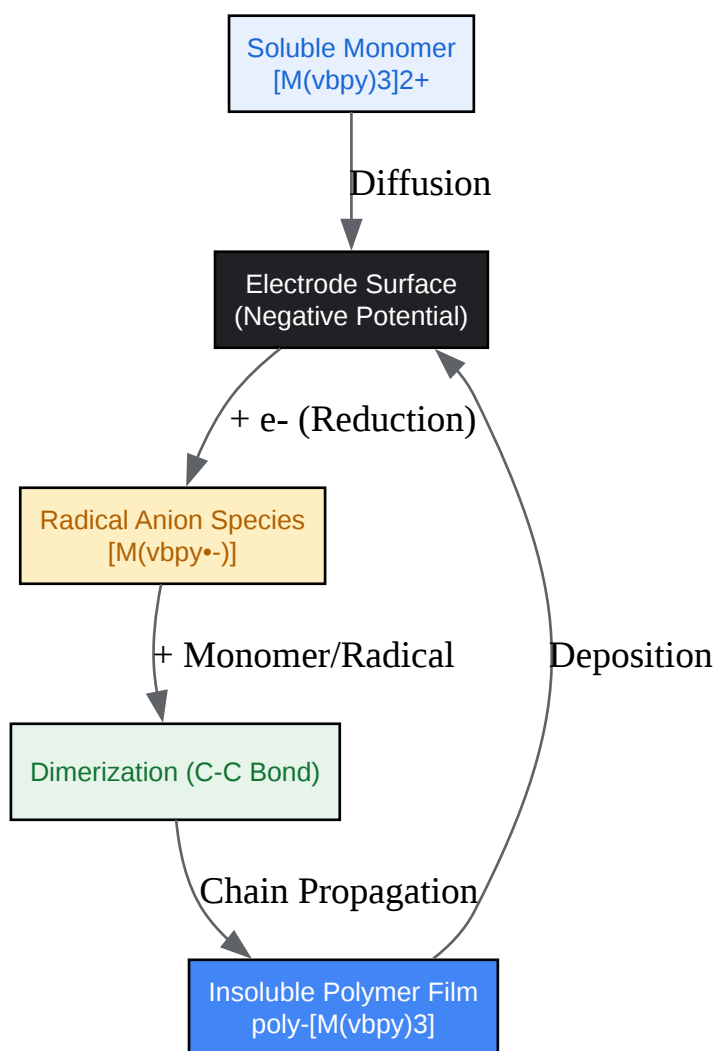 Soluble Monomer
[M(vbpy)3]2+
Diffusion
Electrode Surface
(Negative Potential)
+ e- (Reduction)
Radical Anion Species
[M(vbpy•-)]
+ Monomer/Radical
Deposition
Dimerization (C-C Bond)
Chain Propagation
Insoluble Polymer Film
poly-[M(vbpy)3]